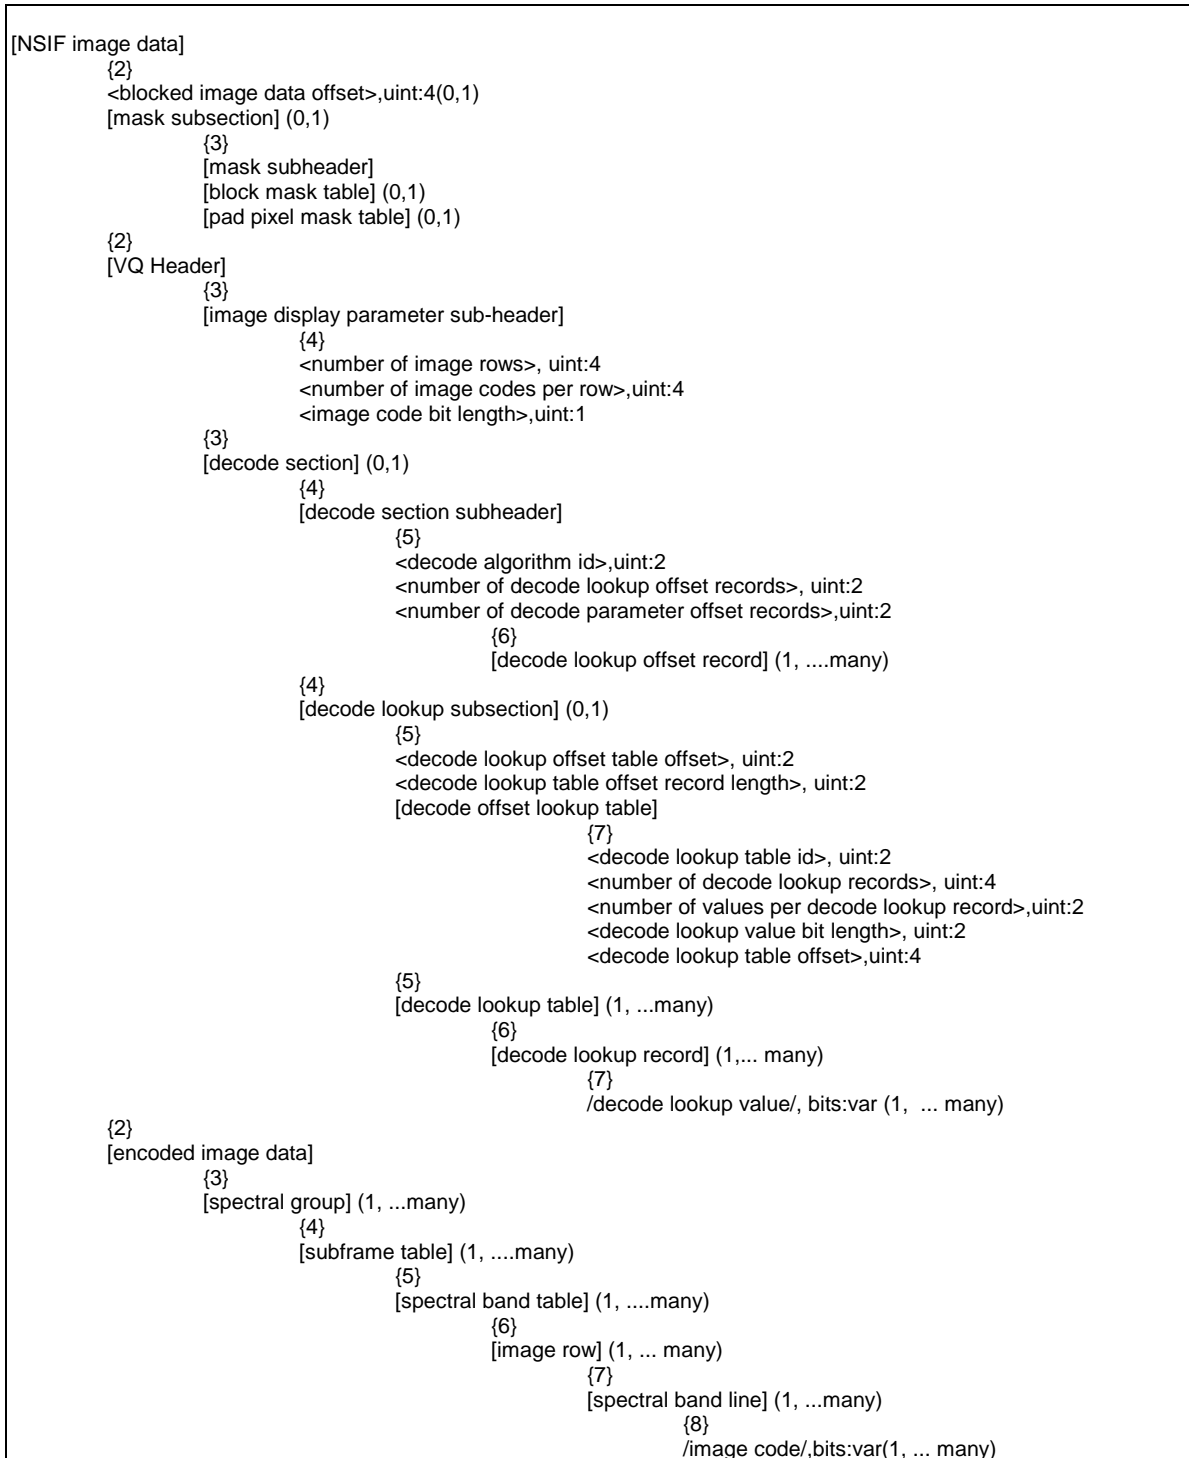 [NSIF image data]
{2}
<blocked image data offset>,uint:4(0,1)
[mask subsection] (0,1)
{3}
[mask subheader]
[block mask table] (0,1)
[pad pixel mask table] (0,1)
{2}
[VQ Header]
{3}
[image display parameter sub-header]
{4}
<number of image rows>, uint:4
<number of image codes per row>,uint:4
<image code bit length>,uint:1
{3}
[decode section] (0,1)
{4}
[decode section subheader]
{5}
<decode algorithm id>,uint:2
<number of decode lookup offset records>, uint:2
<number of decode parameter offset records>,uint:2
{6}
[decode lookup offset record] (1, ....many)
{4}
[decode lookup subsection] (0,1)
{5}
<decode lookup offset table offset>, uint:2
<decode lookup table offset record length>, uint:2
[decode offset lookup table]
{7}
<decode lookup table id>, uint:2
<number of decode lookup records>, uint:4
<number of values per decode lookup record>,uint:2
<decode lookup value bit length>, uint:2
<decode lookup table offset>,uint:4
{5}
[decode lookup table] (1, ...many)
{6}
[decode lookup record] (1,... many)
{7}
/decode lookup value/, bits:var (1,  ... many)
{2}
[encoded image data]
{3}
[spectral group] (1, ...many)
{4}
[subframe table] (1, ....many)
{5}
[spectral band table] (1, ....many)
{6}
[image row] (1, ... many)
{7}
[spectral band line] (1, ...many)
{8}
/image code/,bits:var(1, ... many)